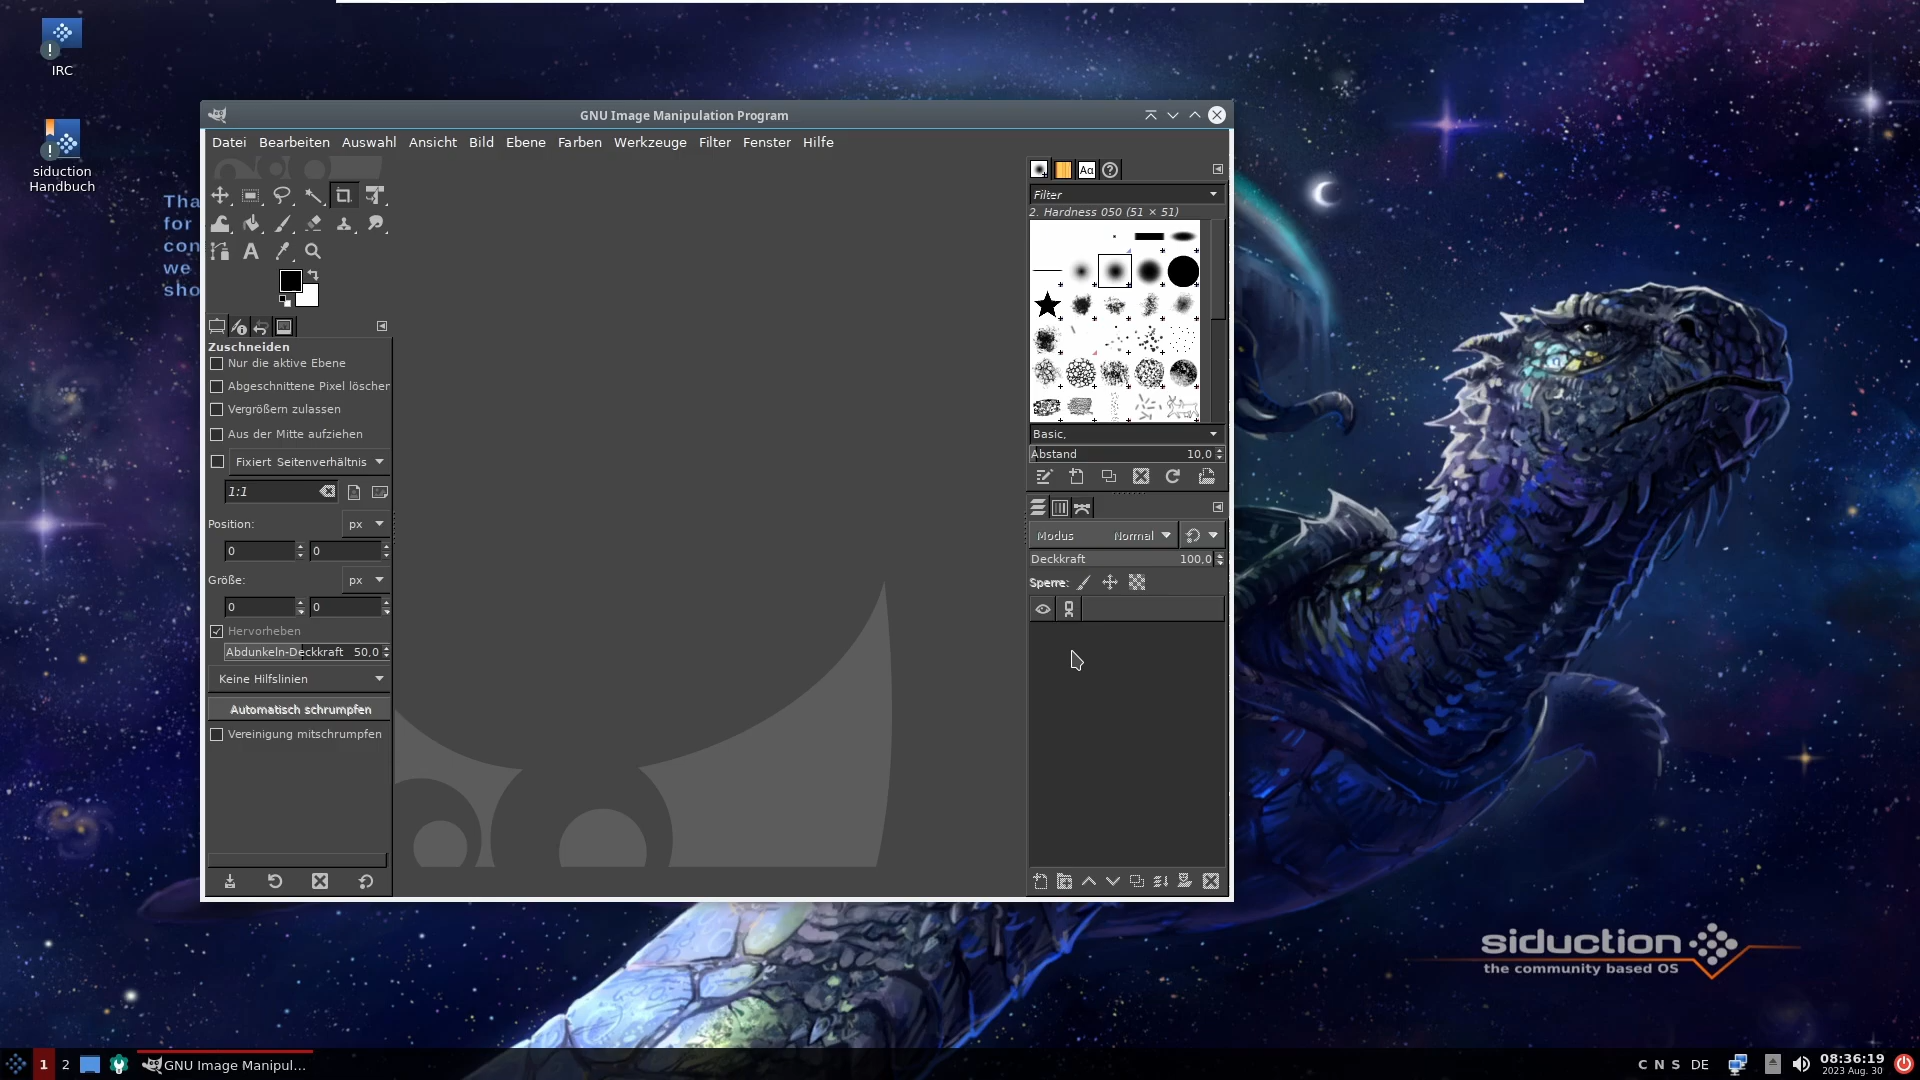 IRC
siduction
Handbuch
Tha
for
con
we
sho
GNU Image Manipulation Program
Datei Bearbeiten Auswahl Ansicht Bild Ebene Farben Werkzeuge Filter Fenster Hilfe
Zuschneiden
Nur die aktive Ebene
Abgeschnittene Pixel löschen
Vergrößern zulassen
Aus der Mitte aufziehen
Fixiert Seitenverhältnis
1:1
Position: px
0 0
Größe: px
0 0
Hervorheben
Abdunkeln-Deckkraft 50,0
Keine Hilfslinien
Automatisch schrumpfen
Vereinigung mitschrumpfen
Aa
Filter
2. Hardness 050 (51 × 51)
Basic,
Abstand 10,0
Modus Normal
Deckkraft 100,0
Sperre:
siduction
the community based OS
1 2 GNU Image Manipul...
C N S DE
08:36:19
2023 Aug. 30